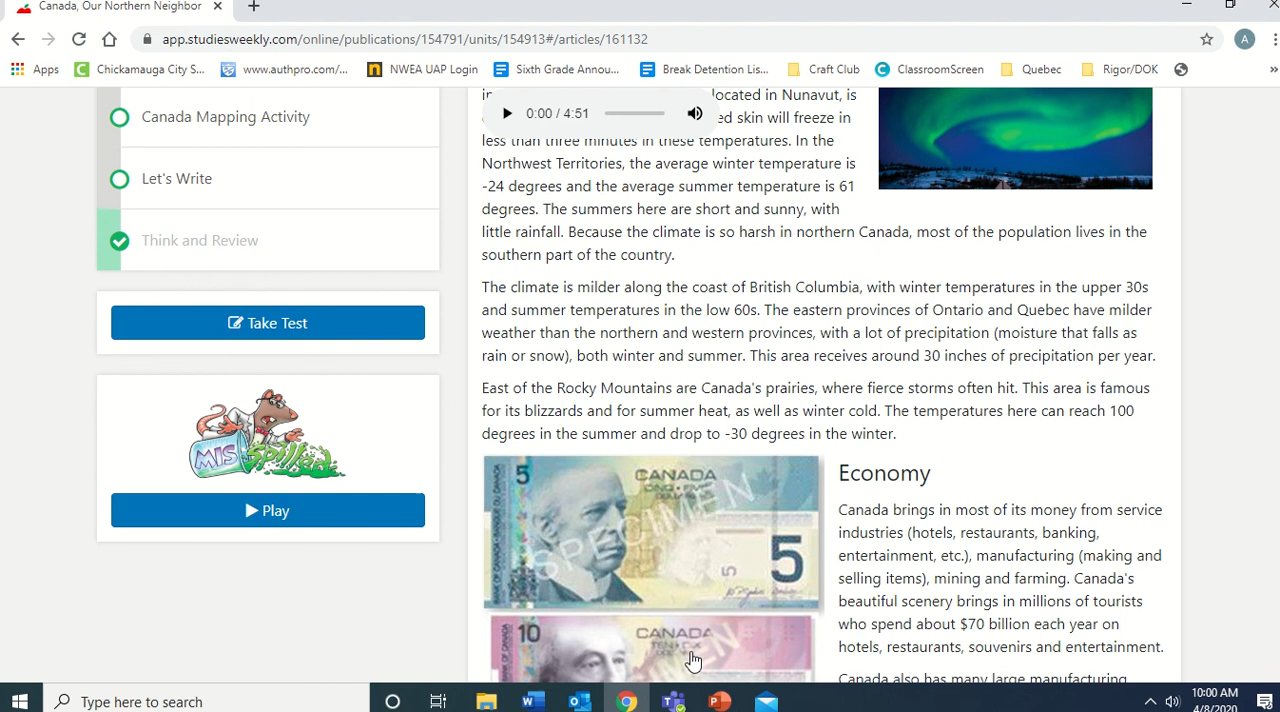 Canada, Our Northern Neighbor
app.studiesweekly.com/online/publications/154791/units/154913#/articles/161132
A
Apps
Chickamauga City S...
www.authpro.com/...
NWEA UAP Login
Sixth Grade Annou...
Break Detention Lis...
Craft Club
ClassroomScreen
Quebec
Rigor/DOK
Canada Mapping Activity
Let's Write
Think and Review
Take Test
MIS Spilled
Play
0:00 / 4:51
located in Nunavut, is
ed skin will freeze in
less than three minutes in these temperatures. In the
Northwest Territories, the average winter temperature is
-24 degrees and the average summer temperature is 61
degrees. The summers here are short and sunny, with
little rainfall. Because the climate is so harsh in northern Canada, most of the population lives in the
southern part of the country.
The climate is milder along the coast of British Columbia, with winter temperatures in the upper 30s
and summer temperatures in the low 60s. The eastern provinces of Ontario and Quebec have milder
weather than the northern and western provinces, with a lot of precipitation (moisture that falls as
rain or snow), both winter and summer. This area receives around 30 inches of precipitation per year.
East of the Rocky Mountains are Canada's prairies, where fierce storms often hit. This area is famous
for its blizzards and for summer heat, as well as winter cold. The temperatures here can reach 100
degrees in the summer and drop to -30 degrees in the winter.
5
CANADA
CINQ • FIVE
SPECIMEN
5
5
10
CANADA
Economy
Canada brings in most of its money from service
industries (hotels, restaurants, banking,
entertainment, etc.), manufacturing (making and
selling items), mining and farming. Canada's
beautiful scenery brings in millions of tourists
who spend about $70 billion each year on
hotels, restaurants, souvenirs and entertainment.
Canada also has many large manufacturing
Type here to search
10:00 AM
4/8/2020